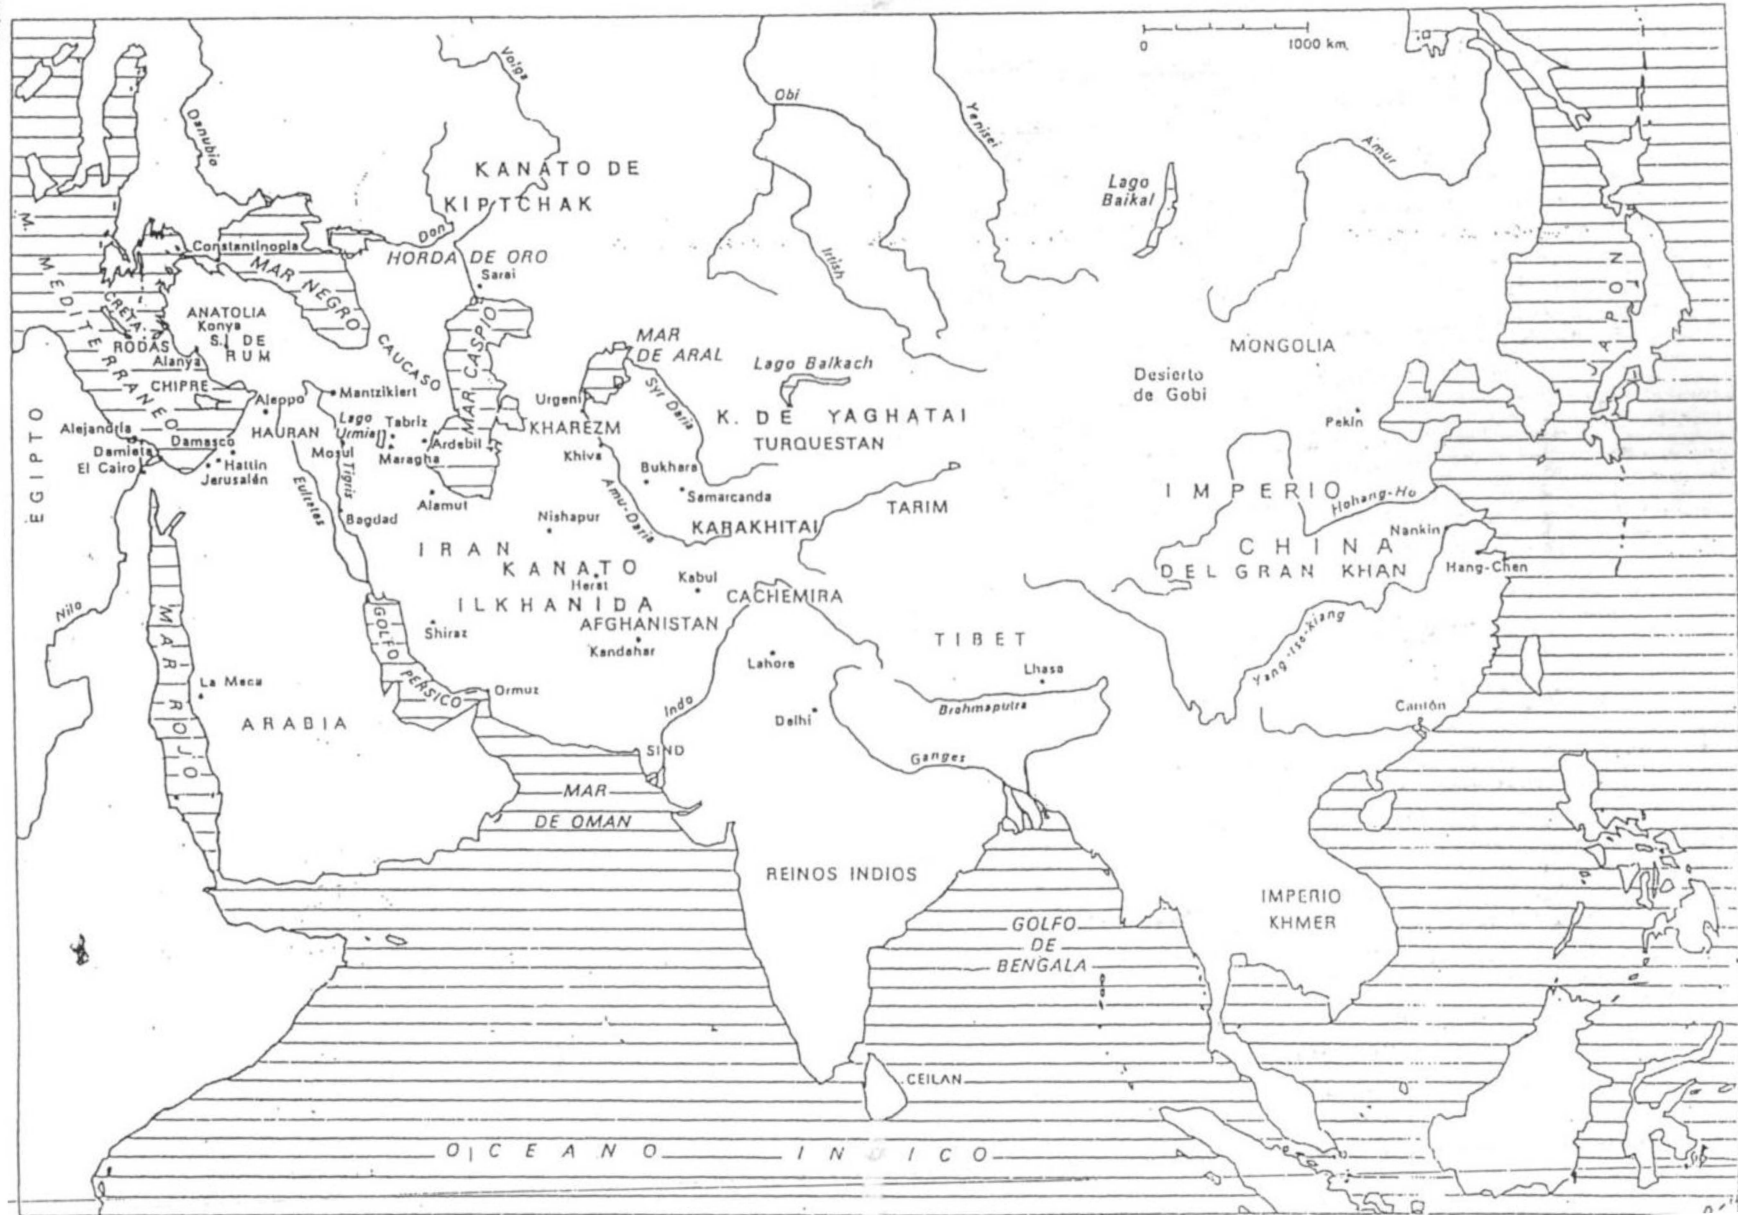 0 1000 km.
Volga
Obi
Yenisei
Danubio
Amur
KANATO DE
KIPTCHAK
Lago
Baikal
M.
MEDITERRANEO
Constantinopla
Don
HORDA DE ORO
Sarai
Irtish
JAPON
MAR NEGRO
CRETA
ANATOLIA
Konya
S.I DE
RUM
RODAS
Alanya
CAUCASO
MAR CASPIO
MAR
DE ARAL
Lago Balkach
MONGOLIA
Desierto
de Gobi
CHIPRE
Aleppo
Mantzikiert
Urgenj
Syr Daria
K. DE YAGHATAI
TURQUESTAN
Pekin
EGIPTO
Alejandria
Damieta
El Cairo
Damasco
Hattin
Jerusalén
HAURAN
Lago
Urmia
Tabriz
Mosul
Maragha
Ardebil
KHAREZM
Khiva
Bukhara
Samarcanda
Tigris
Eufrates
Bagdad
Alamut
Nishapur
Amu-Daria
KARAKHITAI
TARIM
IMPERIO
Hohang-Ho
Nankin
CHINA
DEL GRAN KHAN
Hang-Chen
IRAN
KANATO
Herat
ILKHANIDA
Kabul
CACHEMIRA
AFGHANISTAN
Nilo
MAR ROJO
GOLFO PERSICO
Shiraz
Kandahar
Lahore
TIBET
Lhasa
Yang-tse-Kiang
La Meca
ARABIA
Ormuz
Indo
Delhi
Brahmaputra
Cantón
SIND
Ganges
MAR
DE OMAN
REINOS INDIOS
IMPERIO
KHMER
GOLFO
DE
BENGALA
CEILAN
OCEANO INDICO